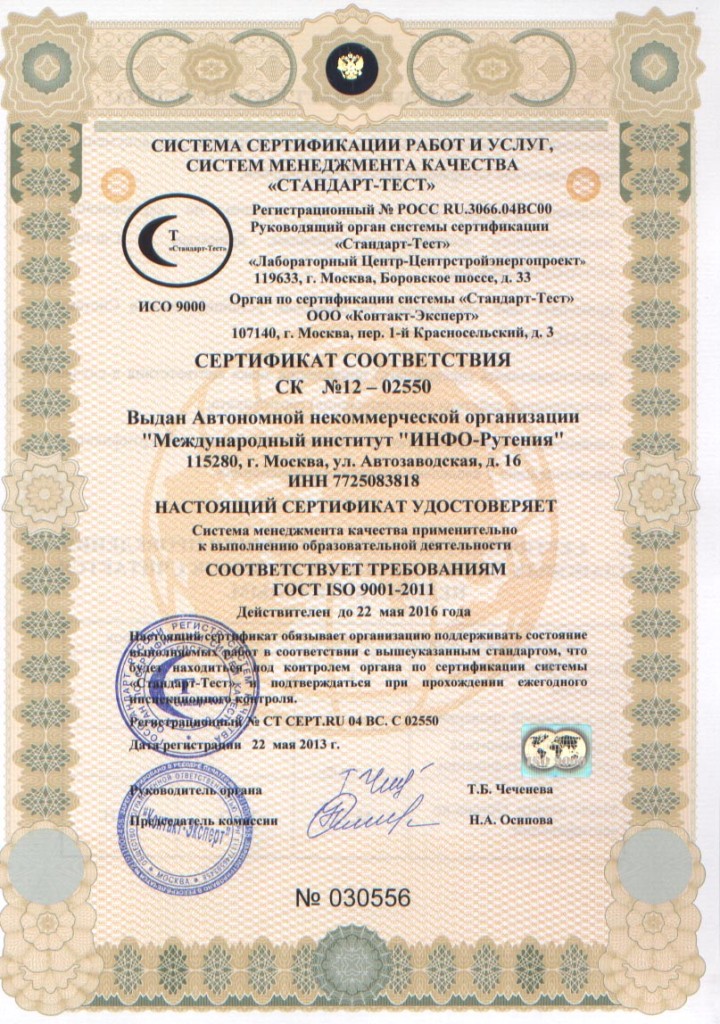 СИСТЕМА СЕРТИФИКАЦИИ РАБОТ И УСЛУГ,
СИСТЕМ МЕНЕДЖМЕНТА КАЧЕСТВА
«СТАНДАРТ-ТЕСТ»
Регистрационный № РОСС RU.3066.04ВС00
Руководящий орган системы сертификации
«Стандарт-Тест»
«Лабораторный Центр-Центрстройэнергопроект»
119633, г. Москва, Боровское шоссе, д. 33
Т
«Стандарт-Тест»
ИСО 9000
Орган по сертификации системы «Стандарт-Тест»
ООО «Контакт-Эксперт»
107140, г. Москва, пер. 1-й Красносельский, д. 3
СЕРТИФИКАТ СООТВЕТСТВИЯ
СК №12 – 02550
Выдан Автономной некоммерческой организации
"Международный институт "ИНФО-Рутения"
115280, г. Москва, ул. Автозаводская, д. 16
ИНН 7725083818
НАСТОЯЩИЙ СЕРТИФИКАТ УДОСТОВЕРЯЕТ
Система менеджмента качества применительно
к выполнению образовательной деятельности
СООТВЕТСТВУЕТ ТРЕБОВАНИЯМ
ГОСТ ISO 9001-2011
Действителен до 22 мая 2016 года
Настоящий сертификат обязывает организацию поддерживать состояние
выполняемых работ в соответствии с вышеуказанным стандартом, что
будет находиться под контролем органа по сертификации системы
«Стандарт-Тест» и подтверждаться при прохождении ежегодного
инспекционного контроля.
Регистрационный № СТ СЕРТ.RU 04 ВС. С 02550
Дата регистрации 22 мая 2013 г.
Руководитель органа
Т.Б. Чеченева
Председатель комиссии
Н.А. Осипова
"Контакт-Эксперт"
МОСКВА
№ 030556